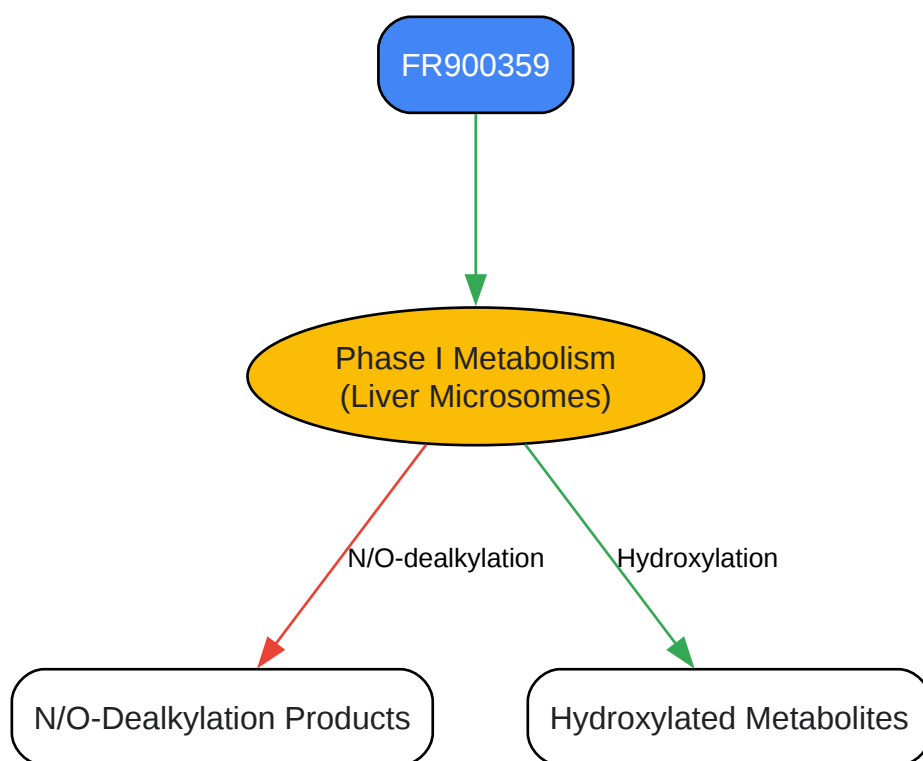 FR900359
Phase I Metabolism
(Liver Microsomes)
N/O-dealkylation
Hydroxylation
N/O-Dealkylation Products
Hydroxylated Metabolites